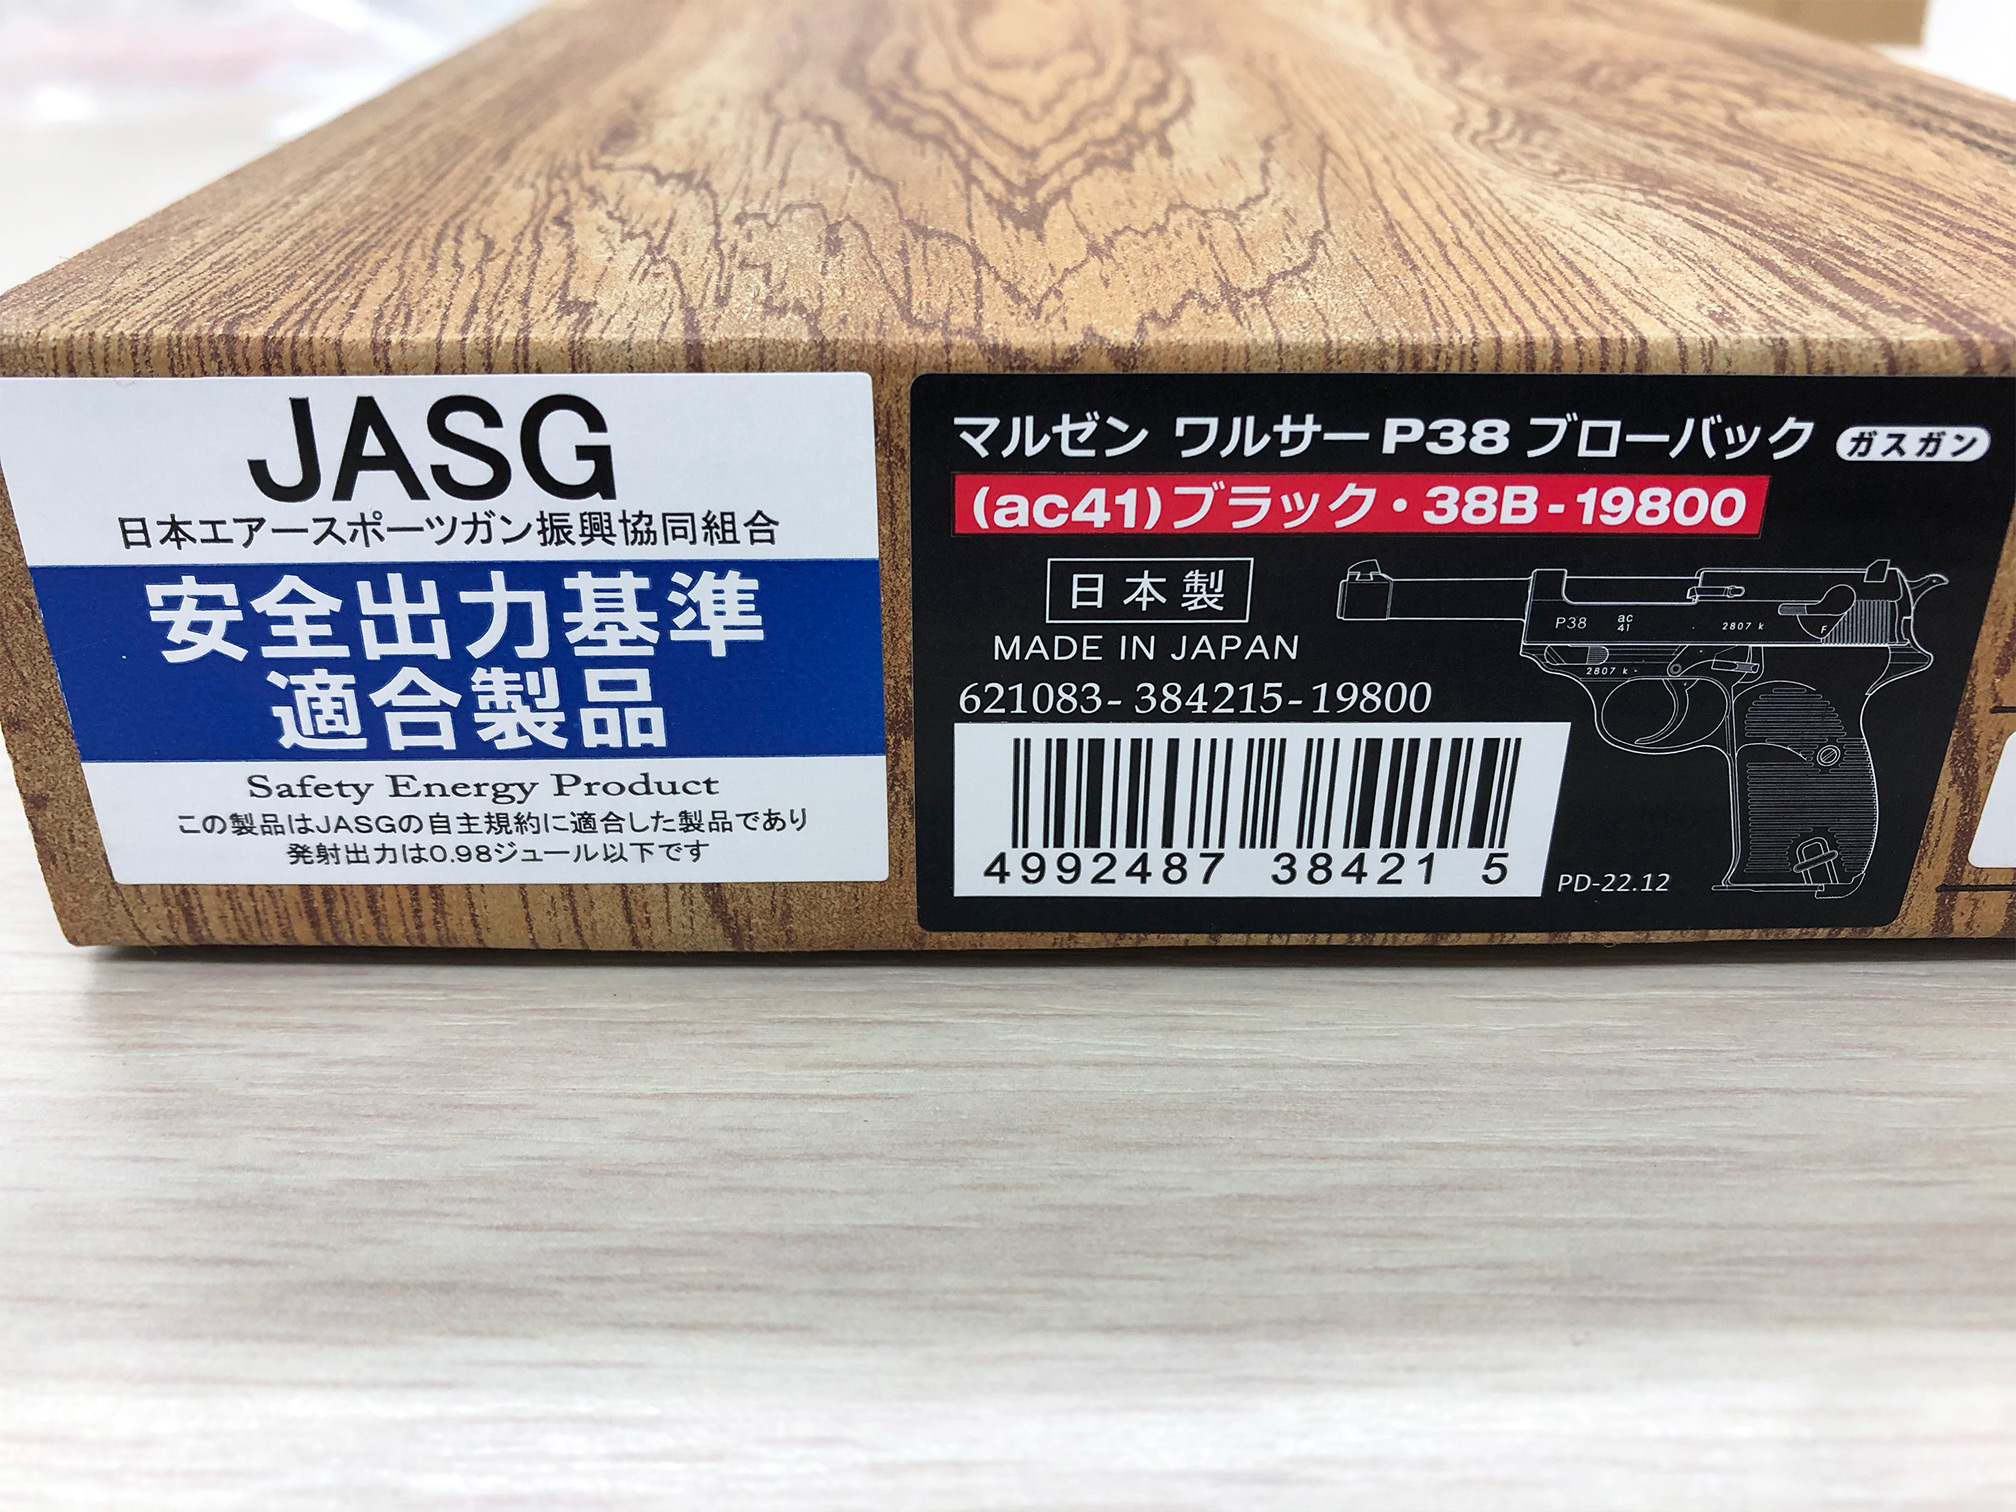 JASG
日本エアースポーツガン振興協同組合
安全出力基準
適合製品
Safety Energy Product
この製品はJASGの自主規約に適合した製品であり
発射出力は0.98ジュール以下です
マルゼン ワルサーP38 ブローバック ガスガン
(ac41)ブラック・38B-19800
日本製
MADE IN JAPAN
621083-384215-19800
4992487 38421 5
PD-22.12
P38 ac 41 2807 k F
2807 k